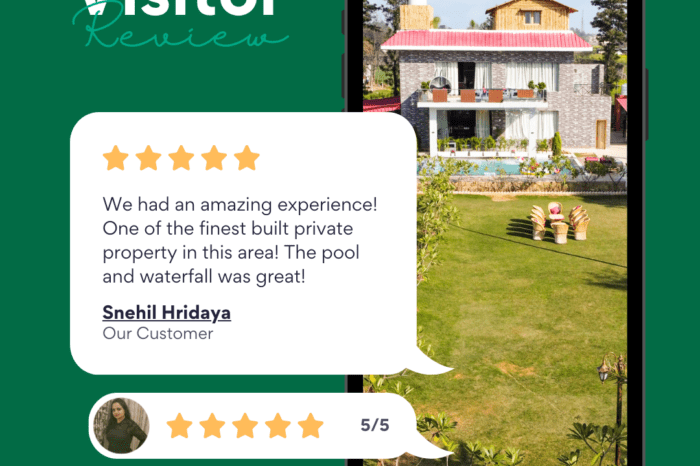 Visitor
Review
We had an amazing experience!
One of the finest built private
property in this area! The pool
and waterfall was great!
Snehil Hridaya
Our Customer
5/5